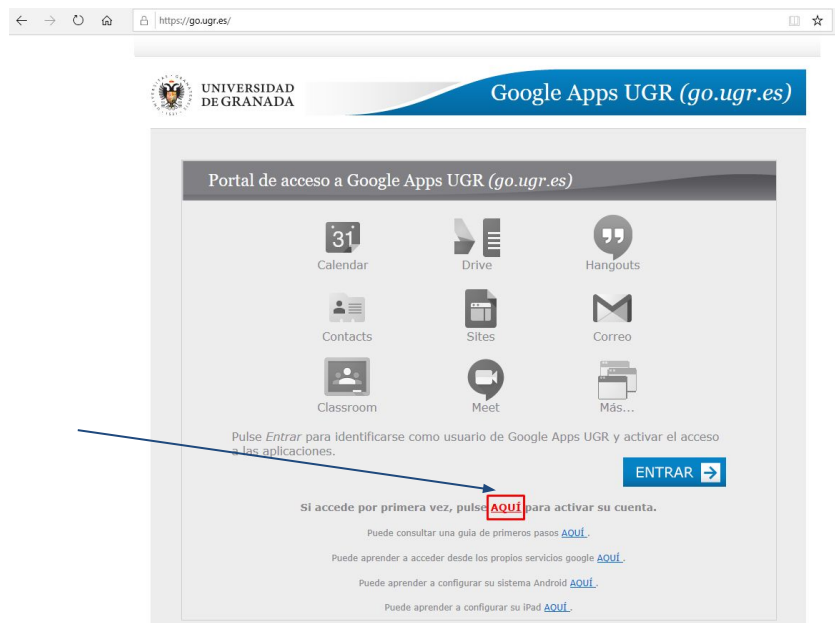 https://go.ugr.es/
UNIVERSIDAD
DE GRANADA
Google Apps UGR (go.ugr.es)
Portal de acceso a Google Apps UGR (go.ugr.es)
31
Calendar
Drive
Hangouts
Contacts
Sites
Correo
Classroom
Meet
Más...
Pulse Entrar para identificarse como usuario de Google Apps UGR y activar el acceso
a las aplicaciones.
ENTRAR
Si accede por primera vez, pulse AQUÍ para activar su cuenta.
Puede consultar una guia de primeros pasos AQUÍ .
Puede aprender a acceder desde los propios servicios google AQUÍ .
Puede aprender a configurar su sistema Android AQUÍ .
Puede aprender a configurar su iPad AQUÍ .